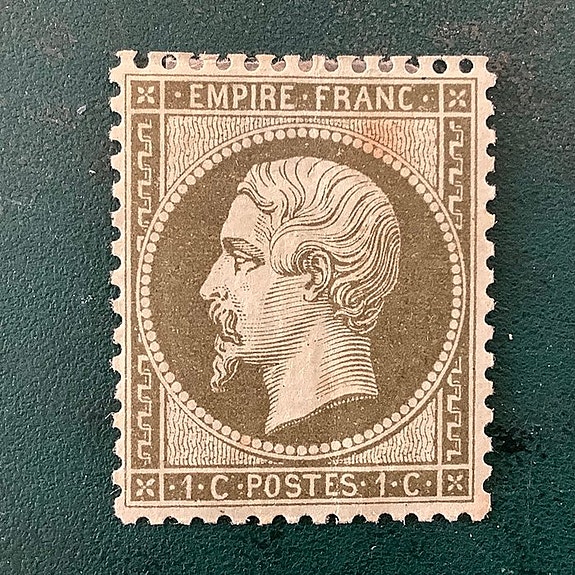 · EMPIRE · FRANC ·
· 1 · C · POSTES · 1 · C ·